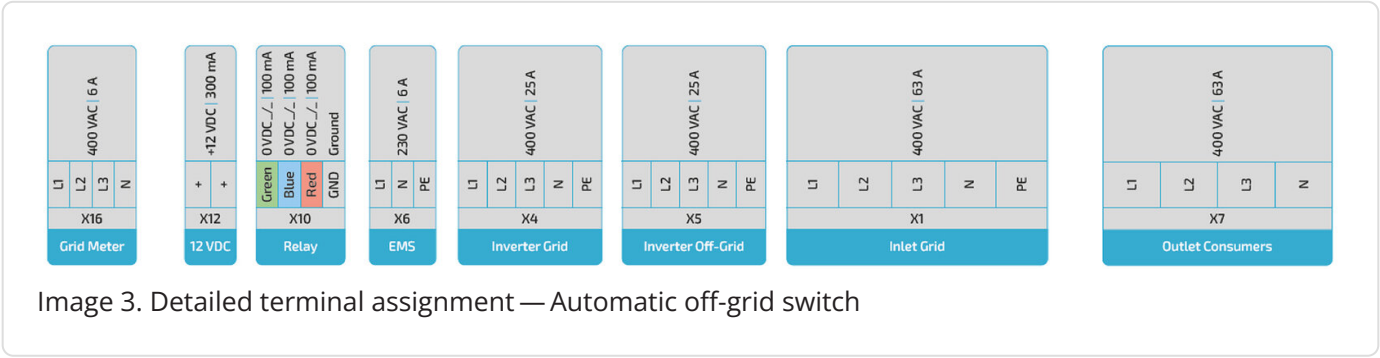 400 VAC | 6 A
L1 L2 L3 N
X16
Grid Meter
+12 VDC | 300 mA
+ +
X12
12 VDC
0 VDC_/_ | 100 mA
0 VDC_/_ | 100 mA
0 VDC_/_ | 100 mA
Ground
Green Blue Red GND
X10
Relay
230 VAC | 6 A
L1 N PE
X6
EMS
400 VAC | 25 A
L1 L2 L3 N PE
X4
Inverter Grid
400 VAC | 25 A
L1 L2 L3 N PE
X5
Inverter Off-Grid
400 VAC | 63 A
L1 L2 L3 N PE
X1
Inlet Grid
400 VAC | 63 A
L1 L2 L3 N
X7
Outlet Consumers
Image 3. Detailed terminal assignment — Automatic off-grid switch